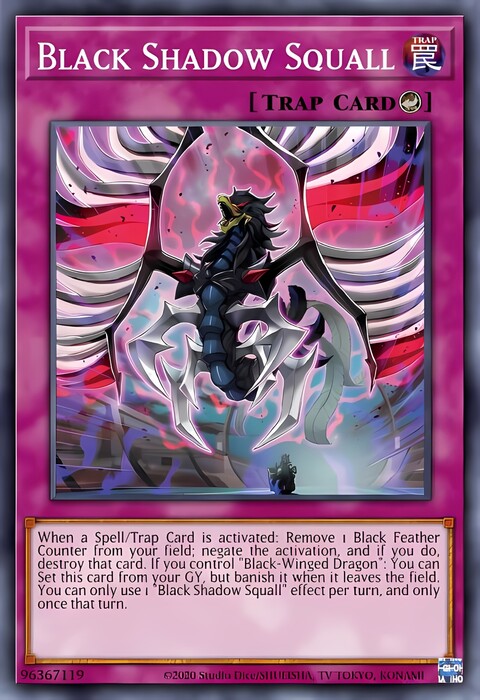 BLACK SHADOW SQUALL
TRAP
罠
[TRAP CARD]
When a Spell/Trap Card is activated: Remove 1 Black Feather
Counter from your field; negate the activation, and if you do,
destroy that card. If you control "Black-Winged Dragon": You can
Set this card from your GY, but banish it when it leaves the field.
You can only use 1 "Black Shadow Squall" effect per turn, and only
once that turn.
96367119
©2020 Studio Dice/SHUEISHA, TV TOKYO, KONAMI